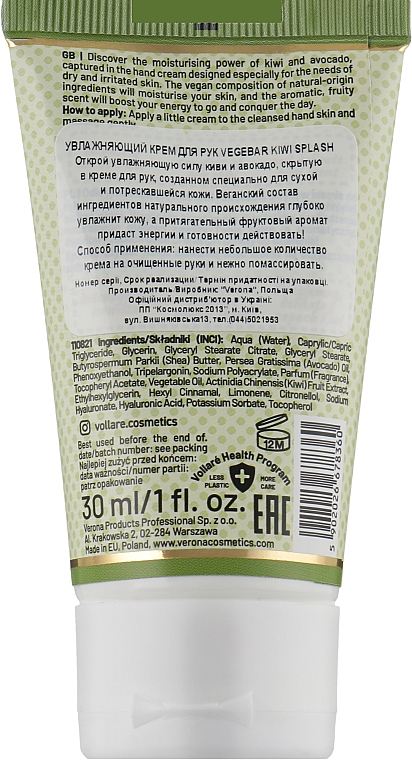 GB | Discover the moisturising power of kiwi and avocado,
captured in the hand cream designed especially for the needs of
dry and irritated skin. The vegan composition of natural-origin
ingredients will moisturise your skin, and the aromatic, fruity
scent will boost your energy to go and conquer the day.
How to apply: Apply a little cream to the cleansed hand skin and
massage gently.
УВЛАЖНЯЮЩИЙ КРЕМ ДЛЯ РУК VEGEBAR KIWI SPLASH
Открой увлажняющую силу киви и авокадо, скрытую
в креме для рук, созданном специально для сухой
и потрескавшейся кожи. Веганский состав
ингредиентов натурального происхождения глубоко
увлажнит кожу, а притягательный фруктовый аромат
придаст энергии и готовности действовать!
Способ применения: нанести небольшое количество
крема на очищенные руки и нежно помассировать.
Номер серії, Срок реализации/ Термін придатності на упаковці.
Производитель Виробник: "Verona", Польща
Офіційний дистриб'ютор в Україні:
ПП "Космолюкс 2013", м. Київ,
вул. Вишняківська13, тел.(044)5021953
110821 Ingredients/Składniki (INCI): Aqua (Water), Caprylic/Capric
Triglyceride, Glycerin, Glyceryl Stearate Citrate, Glyceryl Stearate,
Butyrospermum Parkii (Shea) Butter, Persea Gratissima (Avocado) Oil,
Phenoxyethanol, Tripelargonin, Sodium Polyacrylate, Parfum (Fragrance),
Tocopheryl Acetate, Vegetable Oil, Actinidia Chinensis (Kiwi) Fruit Extract,
Ethylhexylglycerin, Hexyl Cinnamal, Limonene, Citronellol, Sodium
Hyaluronate, Hyaluronic Acid, Potassium Sorbate, Tocopherol
vollare.cosmetics
Best used before the end of.
date/batch number: see packing
Najlepiej zużyć przed końcem:
data ważności/numer partii:
patrz opakowanie
12M
Vollaré Health Program
LESS PLASTIC
MORE CARE
30 ml/1 fl. oz.
EAC
Verona Products Professional Sp. z o.o.
Al. Krakowska 2, 02-284 Warszawa
Made in EU, Poland, www.veronacosmetics.com
5 902026 678360